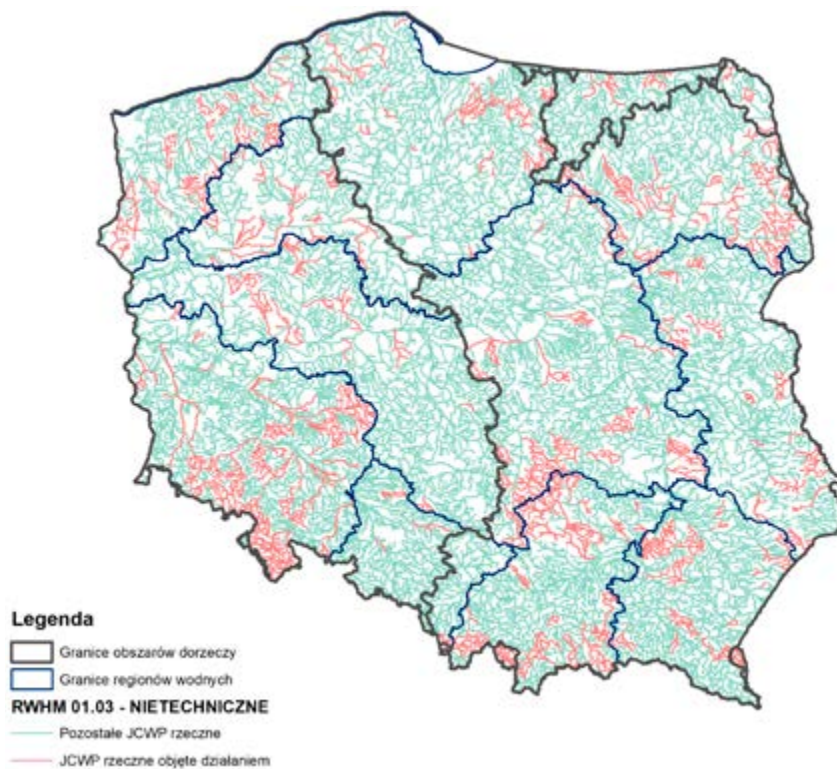 Legenda
Granice obszarów dorzeczy
Granice regionów wodnych
RWHM 01.03 - NIETECHNICZNE
Pozostałe JCWP rzeczne
JCWP rzeczne objęte działaniem